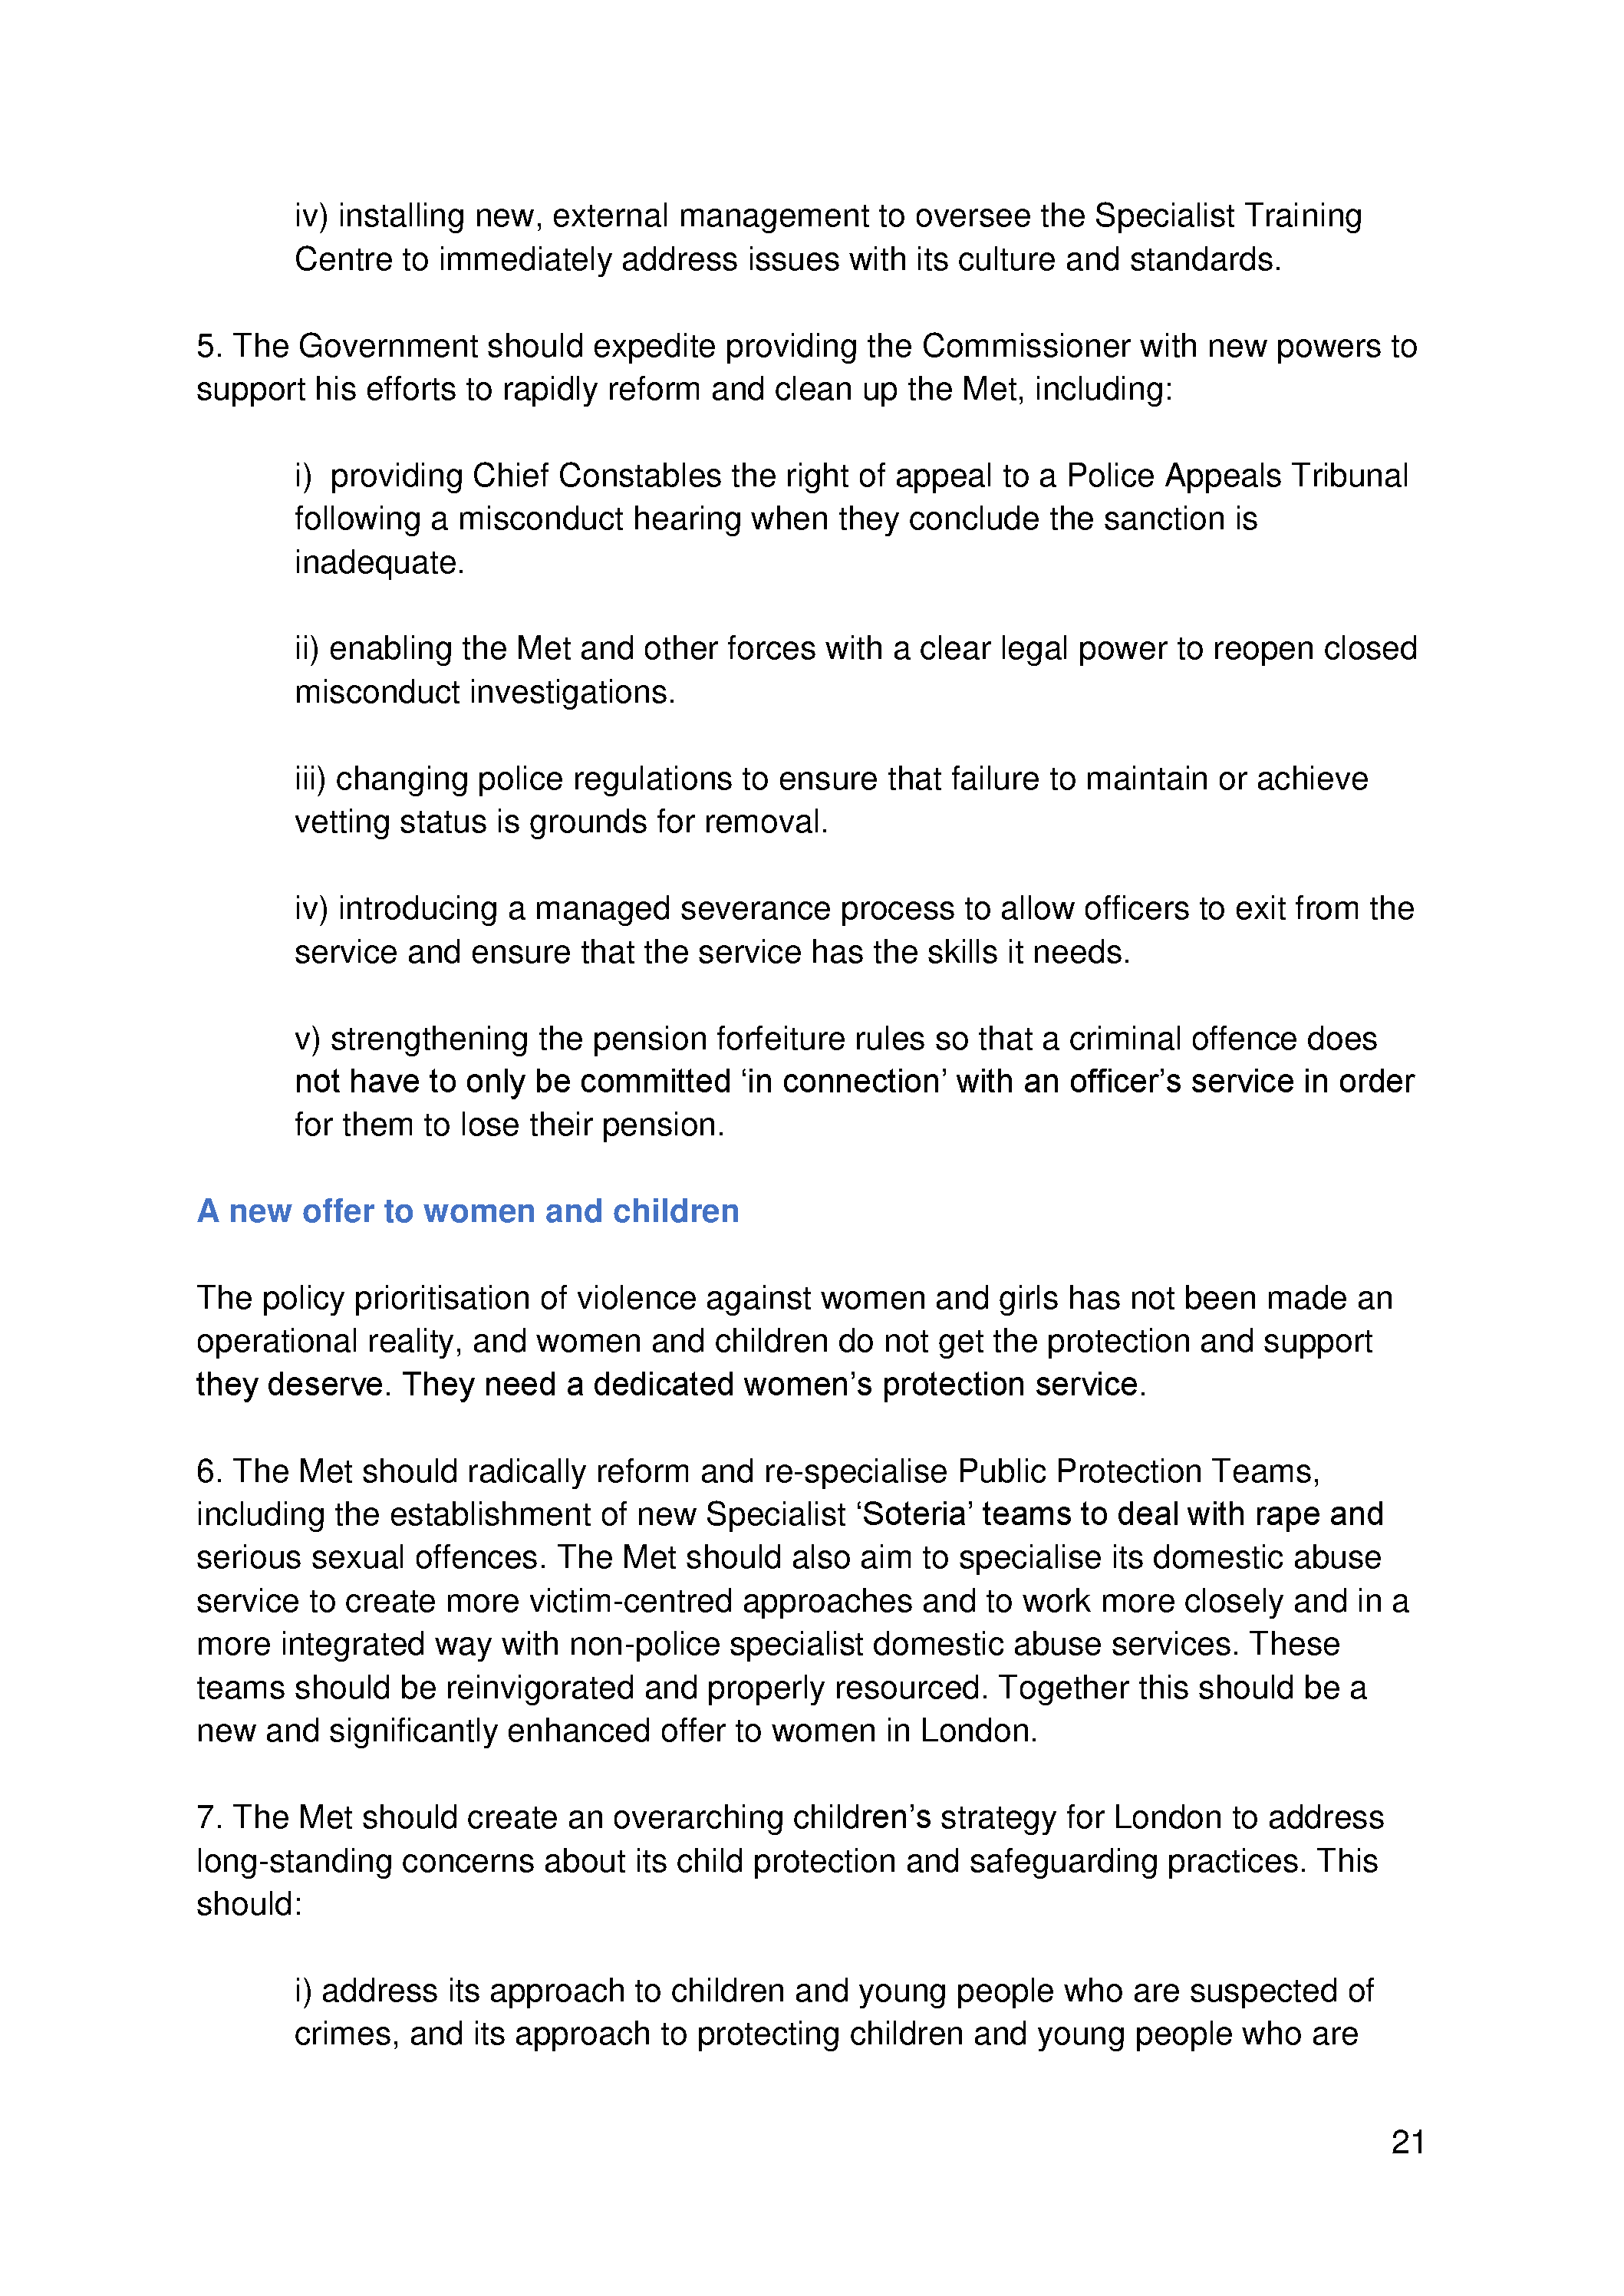 iv) installing new, external management to oversee the Specialist Training
Centre to immediately address issues with its culture and standards.
5. The Government should expedite providing the Commissioner with new powers to
support his efforts to rapidly reform and clean up the Met, including:
i)  providing Chief Constables the right of appeal to a Police Appeals Tribunal
following a misconduct hearing when they conclude the sanction is
inadequate.
ii) enabling the Met and other forces with a clear legal power to reopen closed
misconduct investigations.
iii) changing police regulations to ensure that failure to maintain or achieve
vetting status is grounds for removal.
iv) introducing a managed severance process to allow officers to exit from the
service and ensure that the service has the skills it needs.
v) strengthening the pension forfeiture rules so that a criminal offence does
not have to only be committed ‘in connection’ with an officer’s service in order
for them to lose their pension.
A new offer to women and children
The policy prioritisation of violence against women and girls has not been made an
operational reality, and women and children do not get the protection and support
they deserve. They need a dedicated women’s protection service.
6. The Met should radically reform and re-specialise Public Protection Teams,
including the establishment of new Specialist ‘Soteria’ teams to deal with rape and
serious sexual offences. The Met should also aim to specialise its domestic abuse
service to create more victim-centred approaches and to work more closely and in a
more integrated way with non-police specialist domestic abuse services. These
teams should be reinvigorated and properly resourced. Together this should be a
new and significantly enhanced offer to women in London.
7. The Met should create an overarching children’s strategy for London to address
long-standing concerns about its child protection and safeguarding practices. This
should:
i) address its approach to children and young people who are suspected of
crimes, and its approach to protecting children and young people who are
21